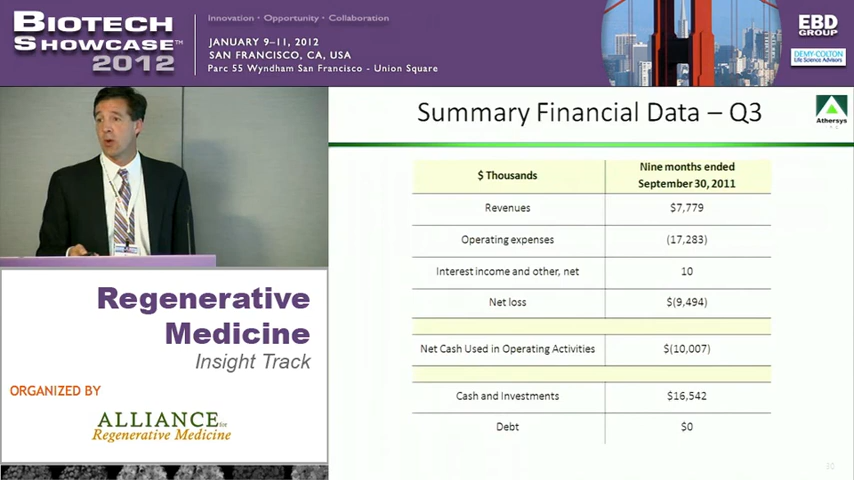 BIOTECH
SHOWCASE™
2012
Innovation • Opportunity • Collaboration
JANUARY 9–11, 2012
SAN FRANCISCO, CA, USA
Parc 55 Wyndham San Francisco - Union Square
EBD
GROUP
DEMY-COLTON
Life Science Advisors
Summary Financial Data – Q3
Athersys
$ Thousands
Nine months ended
September 30, 2011
Revenues
$7,779
Operating expenses
(17,283)
Interest income and other, net
10
Net loss
$(9,494)
Net Cash Used in Operating Activities
$(10,007)
Cash and Investments
$16,542
Debt
$0
30
Regenerative
Medicine
Insight Track
ORGANIZED BY
ALLIANCE for
Regenerative Medicine